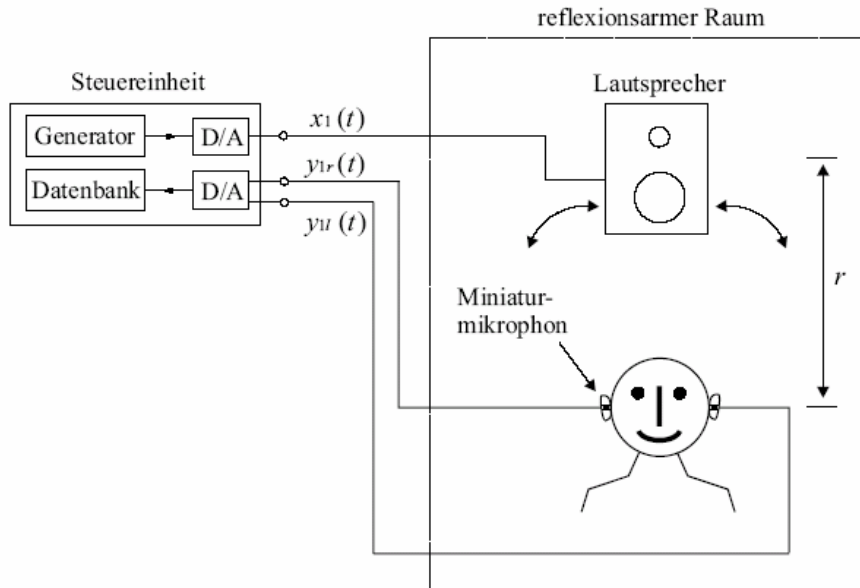 reflexionsarmer Raum
Steuereinheit
Lautsprecher
Generator
D/A
x1 (t)
Datenbank
D/A
y1r (t)
y1l (t)
r
Miniatur-
mikrophon